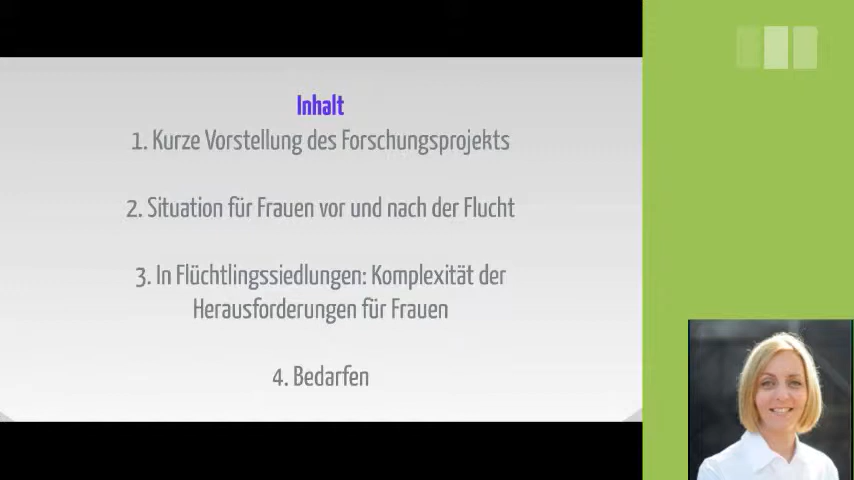 Inhalt
1. Kurze Vorstellung des Forschungsprojekts
2. Situation für Frauen vor und nach der Flucht
3. In Flüchtlingssiedlungen: Komplexität der
Herausforderungen für Frauen
4. Bedarfen